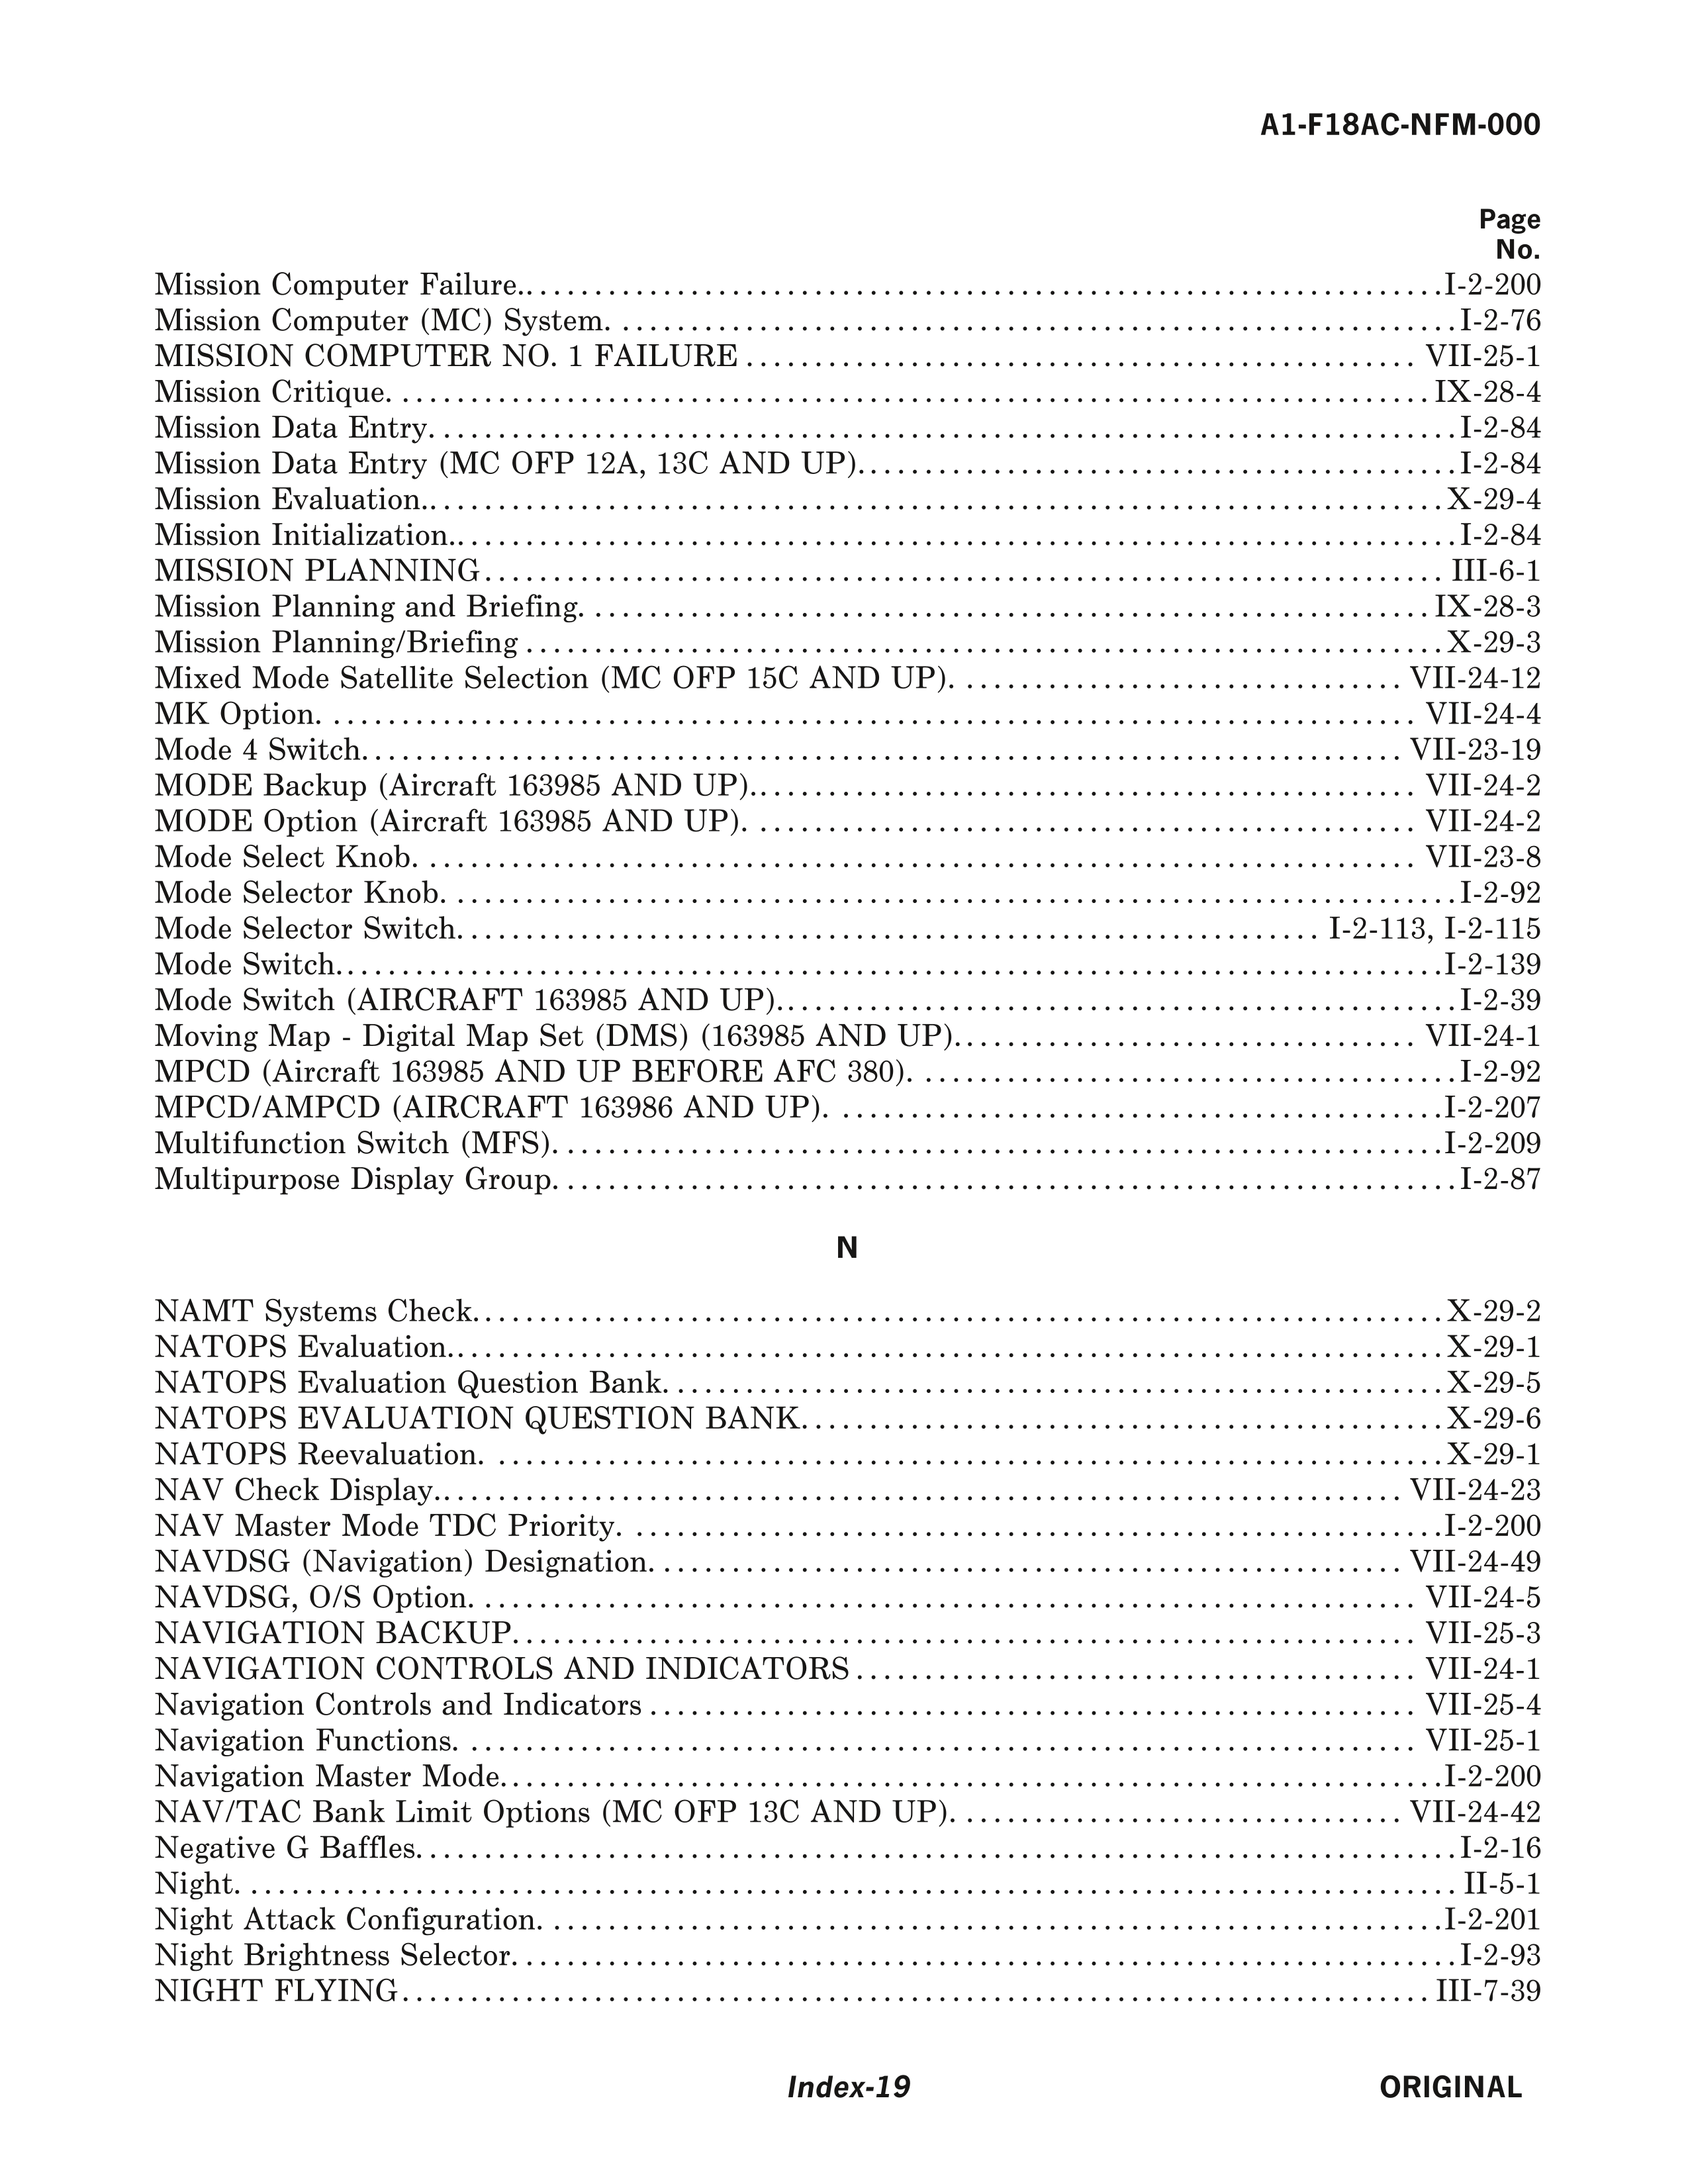 A1-F18AC-NFM-000
Page
No.
Mission Computer Failure.. . . . . . . . . . . . . . . . . . . . I-2-200
Mission Computer (MC) System. . . . . . . . . . . . . . . . . . . . . I-2-76
MISSION COMPUTER NO. 1 FAILURE . . . . . . . . . . . . . . . . . . . . VII-25-1
Mission Critique. . . . . . . . . . . . . . . . . . . . . IX-28-4
Mission Data Entry. . . . . . . . . . . . . . . . . . . . . I-2-84
Mission Data Entry (MC OFP 12A, 13C AND UP). . . . . . . . . . . . . . . . . . . . . I-2-84
Mission Evaluation.. . . . . . . . . . . . . . . . . . . . X-29-4
Mission Initialization.. . . . . . . . . . . . . . . . . . . . I-2-84
MISSION PLANNING . . . . . . . . . . . . . . . . . . . . III-6-1
Mission Planning and Briefing. . . . . . . . . . . . . . . . . . . . . IX-28-3
Mission Planning/Briefing . . . . . . . . . . . . . . . . . . . . X-29-3
Mixed Mode Satellite Selection (MC OFP 15C AND UP). . . . . . . . . . . . . . . . . . . . . VII-24-12
MK Option. . . . . . . . . . . . . . . . . . . . . VII-24-4
Mode 4 Switch. . . . . . . . . . . . . . . . . . . . . VII-23-19
MODE Backup (Aircraft 163985 AND UP).. . . . . . . . . . . . . . . . . . . . VII-24-2
MODE Option (Aircraft 163985 AND UP). . . . . . . . . . . . . . . . . . . . . VII-24-2
Mode Select Knob. . . . . . . . . . . . . . . . . . . . . VII-23-8
Mode Selector Knob. . . . . . . . . . . . . . . . . . . . . I-2-92
Mode Selector Switch. . . . . . . . . . . . . . . . . . . . . I-2-113, I-2-115
Mode Switch. . . . . . . . . . . . . . . . . . . . . I-2-139
Mode Switch (AIRCRAFT 163985 AND UP).. . . . . . . . . . . . . . . . . . . . I-2-39
Moving Map - Digital Map Set (DMS) (163985 AND UP). . . . . . . . . . . . . . . . . . . . . VII-24-1
MPCD (Aircraft 163985 AND UP BEFORE AFC 380). . . . . . . . . . . . . . . . . . . . . I-2-92
MPCD/AMPCD (AIRCRAFT 163986 AND UP). . . . . . . . . . . . . . . . . . . . . I-2-207
Multifunction Switch (MFS). . . . . . . . . . . . . . . . . . . . . I-2-209
Multipurpose Display Group. . . . . . . . . . . . . . . . . . . . . I-2-87
N
NAMT Systems Check. . . . . . . . . . . . . . . . . . . . . X-29-2
NATOPS Evaluation.. . . . . . . . . . . . . . . . . . . . X-29-1
NATOPS Evaluation Question Bank. . . . . . . . . . . . . . . . . . . . . X-29-5
NATOPS EVALUATION QUESTION BANK. . . . . . . . . . . . . . . . . . . . . X-29-6
NATOPS Reevaluation. . . . . . . . . . . . . . . . . . . . . X-29-1
NAV Check Display.. . . . . . . . . . . . . . . . . . . . VII-24-23
NAV Master Mode TDC Priority. . . . . . . . . . . . . . . . . . . . . I-2-200
NAVDSG (Navigation) Designation. . . . . . . . . . . . . . . . . . . . . VII-24-49
NAVDSG, O/S Option. . . . . . . . . . . . . . . . . . . . . VII-24-5
NAVIGATION BACKUP. . . . . . . . . . . . . . . . . . . . . VII-25-3
NAVIGATION CONTROLS AND INDICATORS . . . . . . . . . . . . . . . . . . . . VII-24-1
Navigation Controls and Indicators . . . . . . . . . . . . . . . . . . . . VII-25-4
Navigation Functions. . . . . . . . . . . . . . . . . . . . . VII-25-1
Navigation Master Mode. . . . . . . . . . . . . . . . . . . . . I-2-200
NAV/TAC Bank Limit Options (MC OFP 13C AND UP). . . . . . . . . . . . . . . . . . . . . VII-24-42
Negative G Baffles. . . . . . . . . . . . . . . . . . . . . I-2-16
Night. . . . . . . . . . . . . . . . . . . . . II-5-1
Night Attack Configuration. . . . . . . . . . . . . . . . . . . . . I-2-201
Night Brightness Selector. . . . . . . . . . . . . . . . . . . . . I-2-93
NIGHT FLYING . . . . . . . . . . . . . . . . . . . . III-7-39
Index-19
ORIGINAL